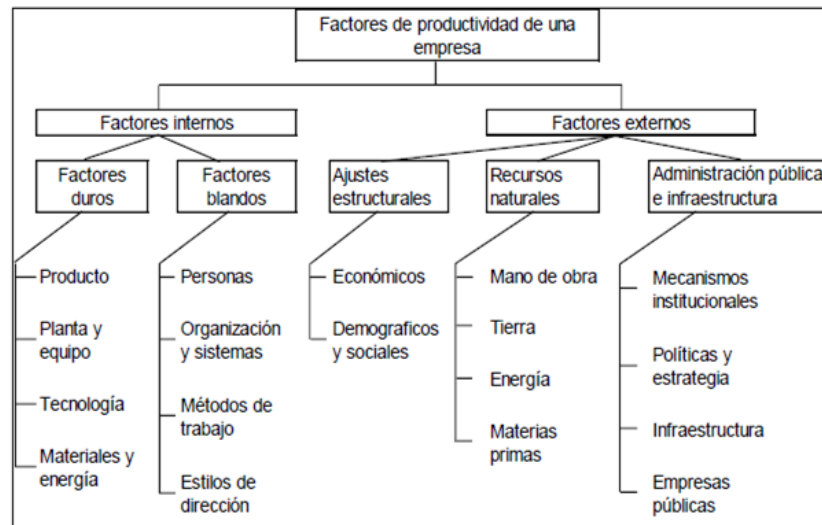 Factores de productividad de una
empresa
Factores internos
Factores externos
Factores
duros
Factores
blandos
Ajustes
estructurales
Recursos
naturales
Administración pública
e infraestructura
Producto
Planta y
equipo
Tecnología
Materiales y
energía
Personas
Organización
y sistemas
Métodos de
trabajo
Estilos de
dirección
Económicos
Demograficos
y sociales
Mano de obra
Tierra
Energía
Materias
primas
Mecanismos
institucionales
Políticas y
estrategia
Infraestructura
Empresas
públicas